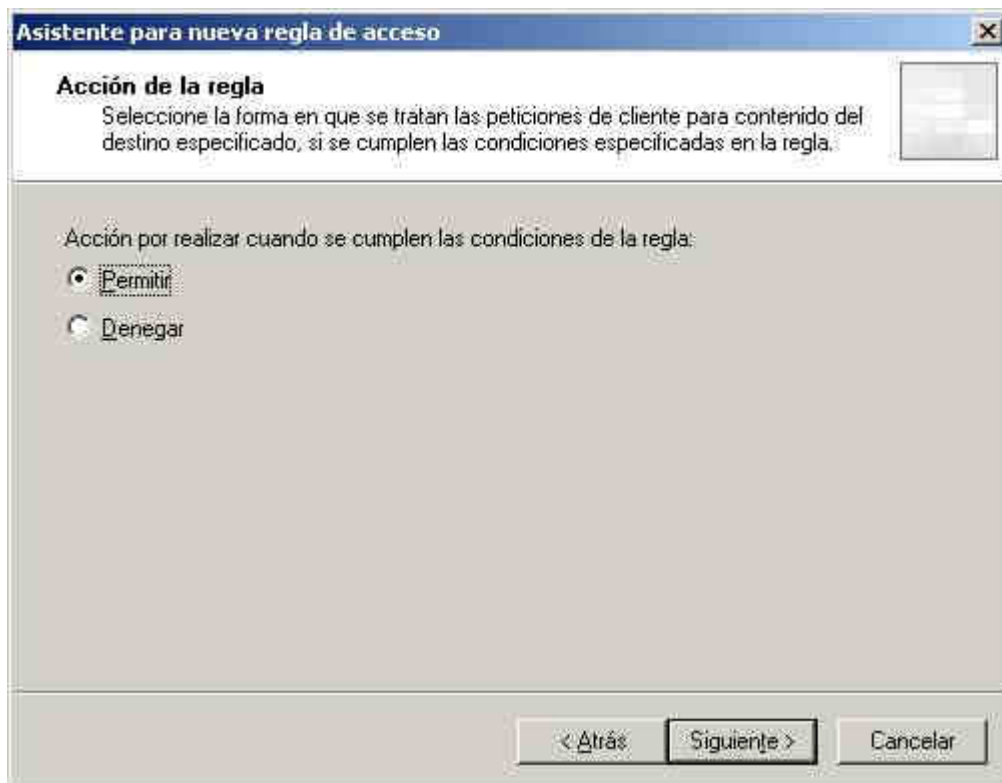 Asistente para nueva regla de acceso
Acción de la regla
Seleccione la forma en que se tratan las peticiones de cliente para contenido del
destino especificado, si se cumplen las condiciones especificadas en la regla.
Acción por realizar cuando se cumplen las condiciones de la regla:
Permitir
Denegar
< Atrás Siguiente > Cancelar